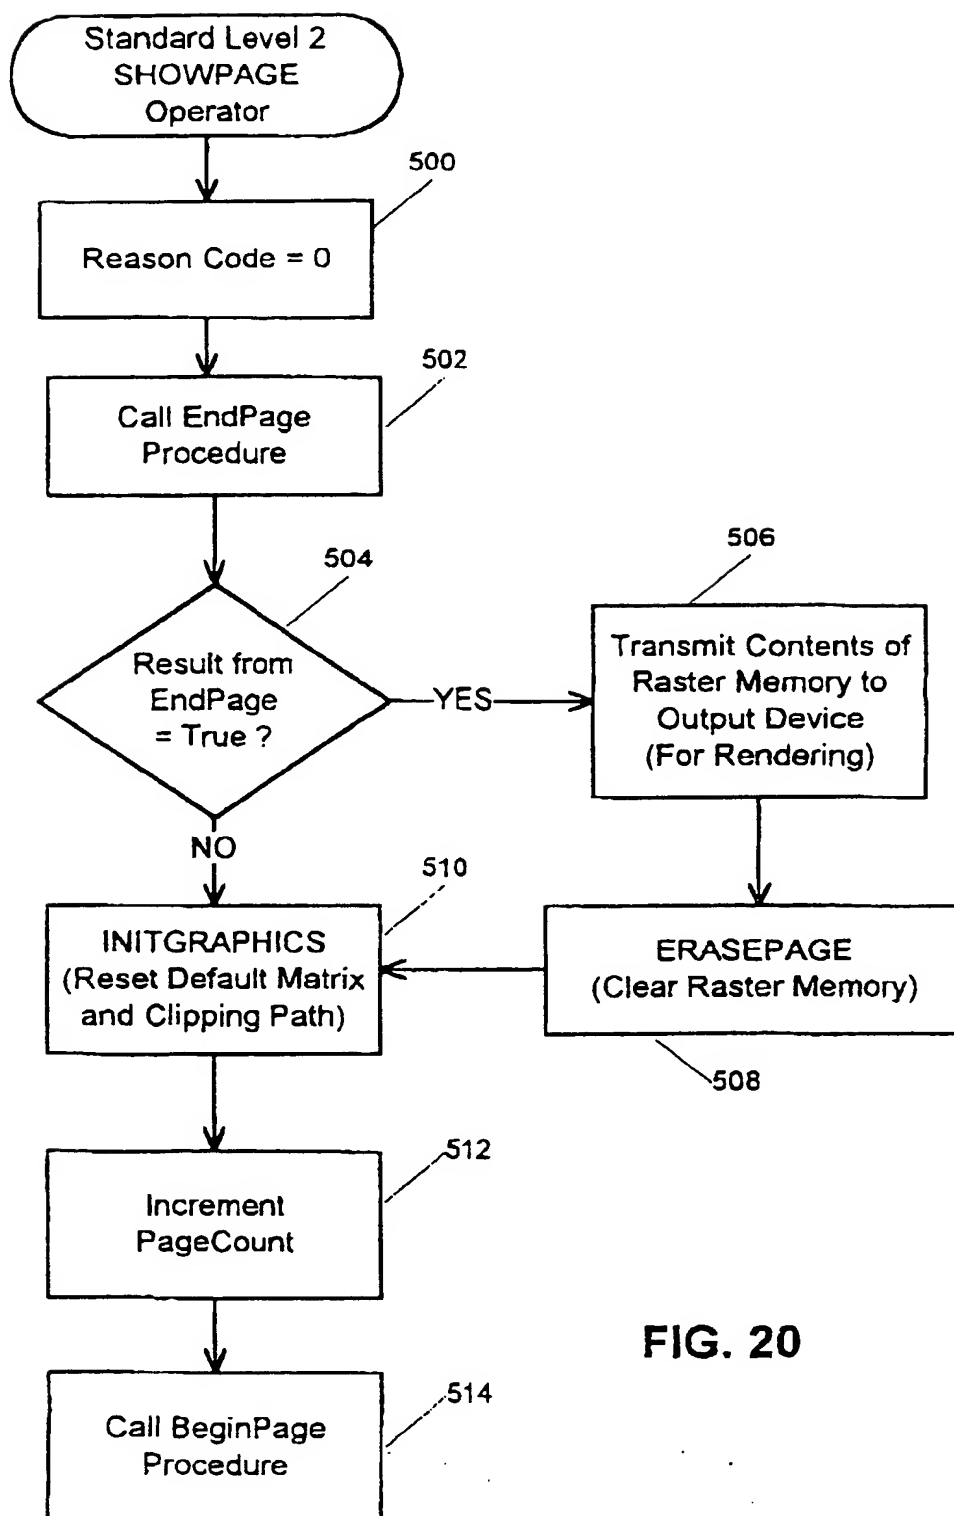 Standard Level 2
SHOWPAGE
Operator
500
Reason Code = 0
502
Call EndPage
Procedure
504
Result from
EndPage
= True ?
YES
506
Transmit Contents of
Raster Memory to
Output Device
(For Rendering)
NO
510
INITGRAPHICS
(Reset Default Matrix
and Clipping Path)
ERASEPAGE
(Clear Raster Memory)
508
512
Increment
PageCount
FIG. 20
514
Call BeginPage
Procedure